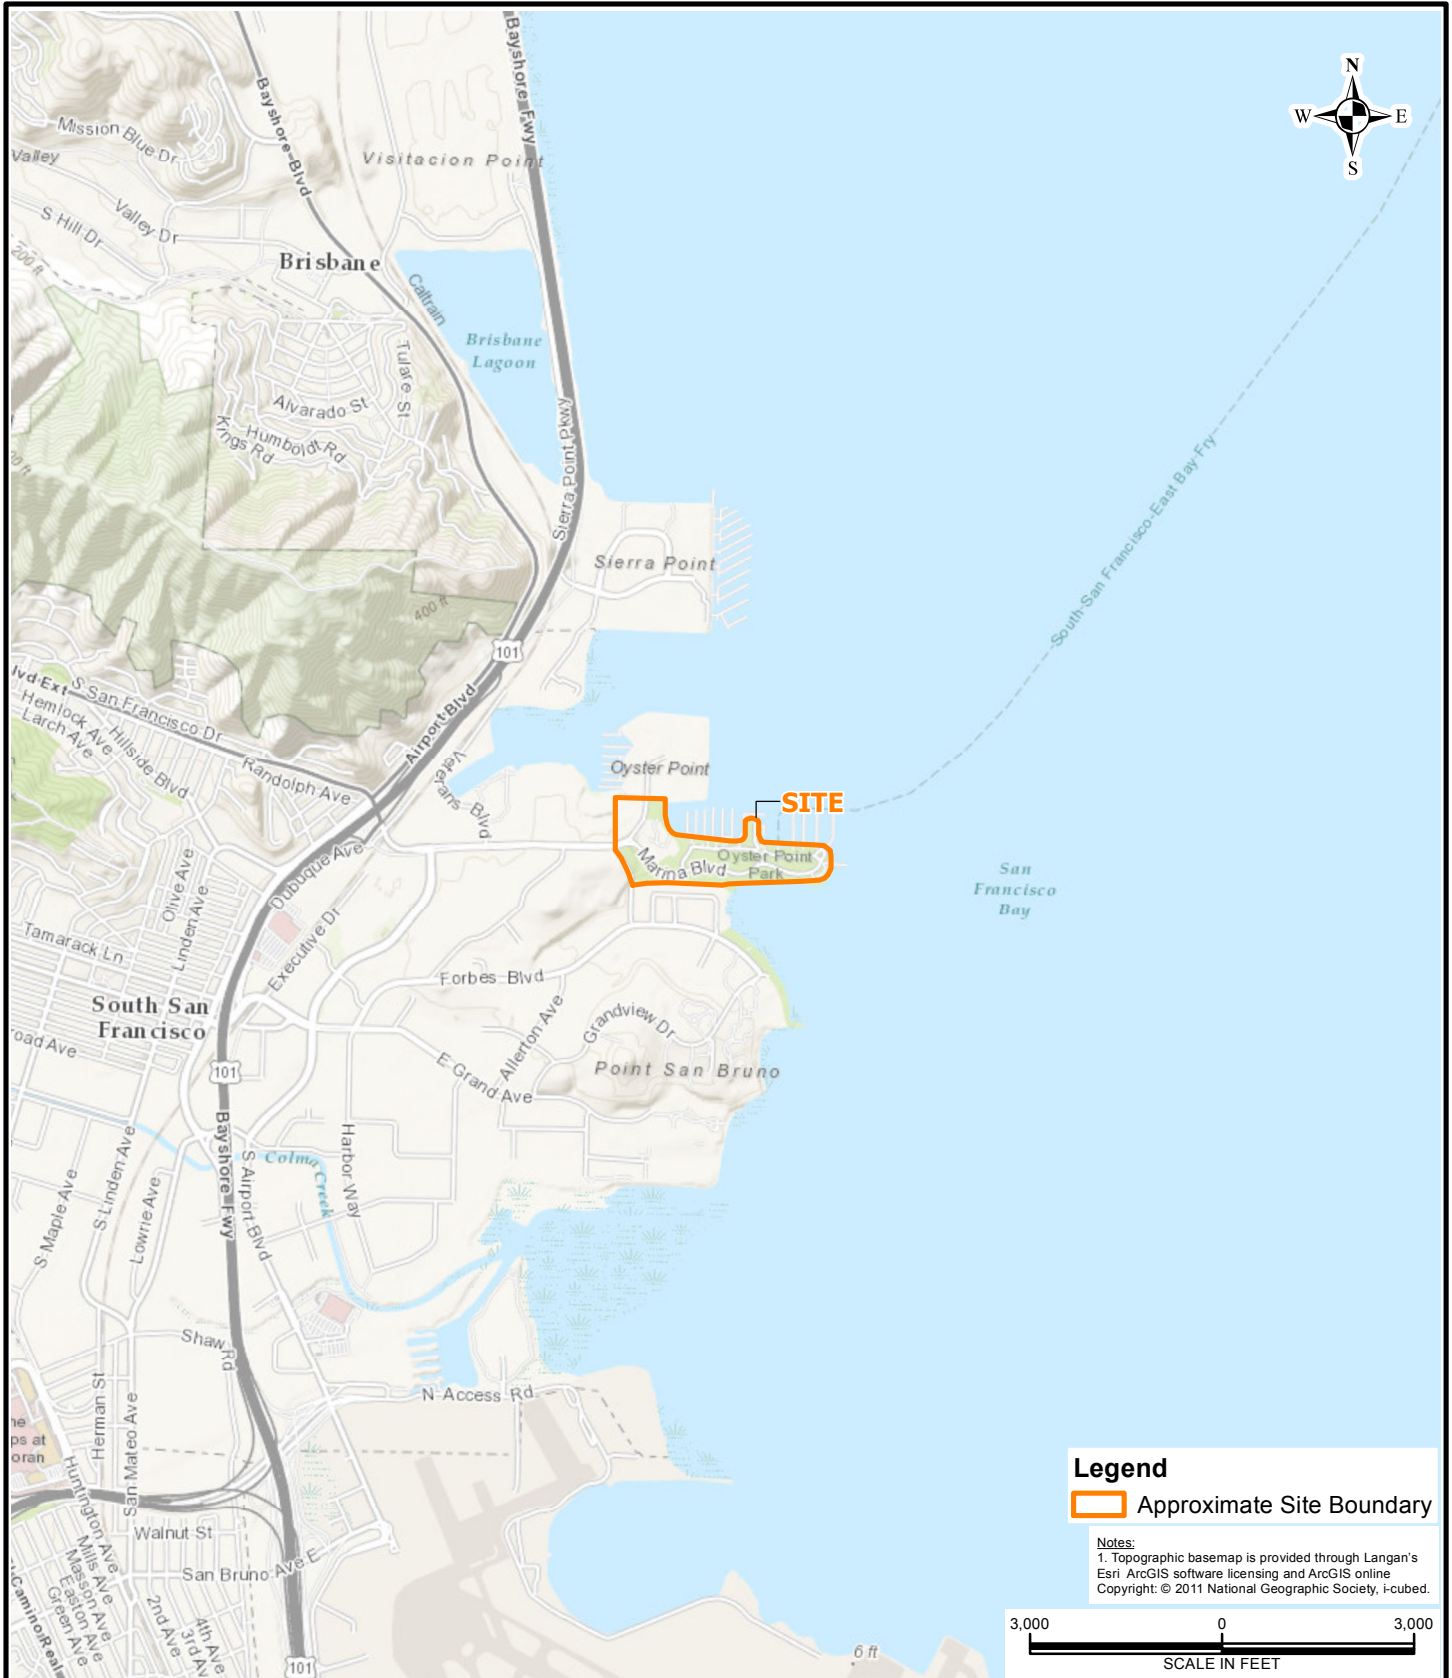 Bayshore Fwy
N
W
E
S
Bayshore Blvd
Mission Blue Dr
Valley
Visitacion Point
S Hill Dr
Valley Dr
200 ft
Brisbane
Caltrain
Brisbane
Lagoon
Tulare St
Alvarado St
Humboldt Rd
Kings Rd
Sierra Point Pkwy
South San Francisco-East Bay Fry
Sierra Point
400 ft
101
lvd Ext
S San Francisco Dr
Hemlock Ave
Larch Ave
Hillside Blvd
Airport Blvd
Randolph Ave
Veterans Blvd
Oyster Point
SITE
Oyster Point
Park
Marina Blvd
Dubuque Ave
San
Francisco
Bay
Olive Ave
Linden Ave
Tamarack Ln
Executive Dr
Forbes Blvd
South San
Francisco
Allerton Ave
Grandview Dr
oad Ave
E Grand Ave
Point San Bruno
101
Bayshore Fwy
S Airport Blvd
Colma Creek
Harbor Way
S Maple Ave
S Linden Ave
Lowrie Ave
Shaw Rd
N Access Rd
Herman St
San Mateo Ave
he
ps at
oran
Huntington Ave
Mills Ave
Masson Ave
Easton Ave
Green Ave
Walnut St
San Bruno Ave E
2nd Ave
3rd Av
4th Ave
Camino Real
101
6 ft
Legend
Approximate Site Boundary
Notes:
1. Topographic basemap is provided through Langan's
Esri ArcGIS software licensing and ArcGIS online
Copyright: © 2011 National Geographic Society, i-cubed.
3,000 0 3,000
SCALE IN FEET